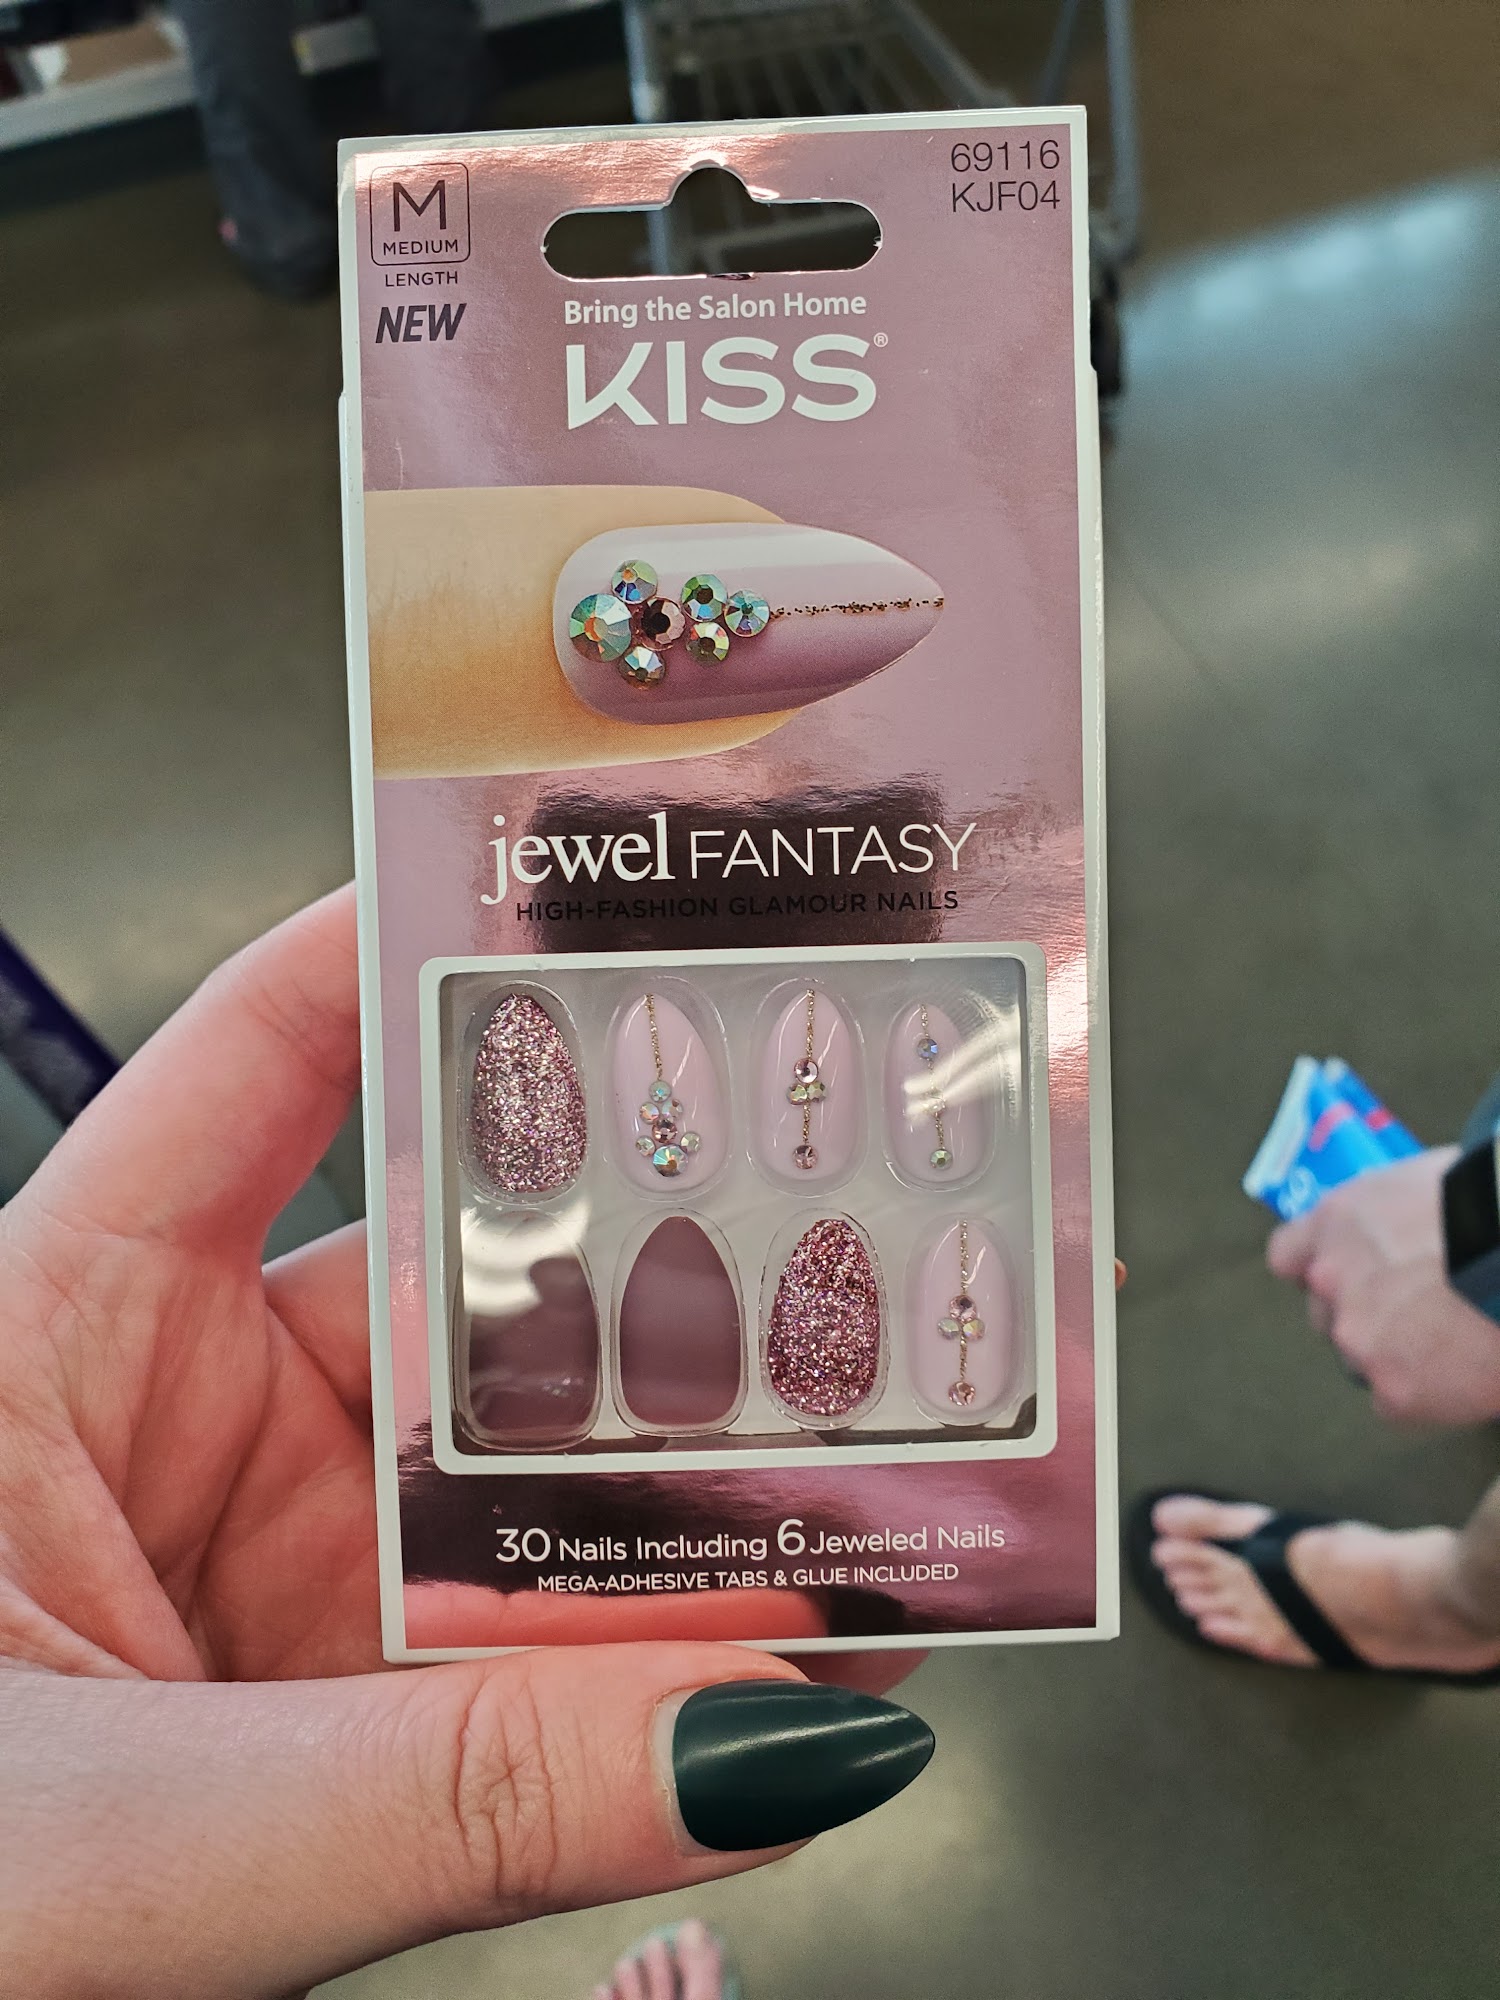 M
MEDIUM
LENGTH
NEW
69116
KJF04
Bring the Salon Home
KISS®
jewel FANTASY
HIGH-FASHION GLAMOUR NAILS
30 Nails Including 6 Jeweled Nails
MEGA-ADHESIVE TABS & GLUE INCLUDED